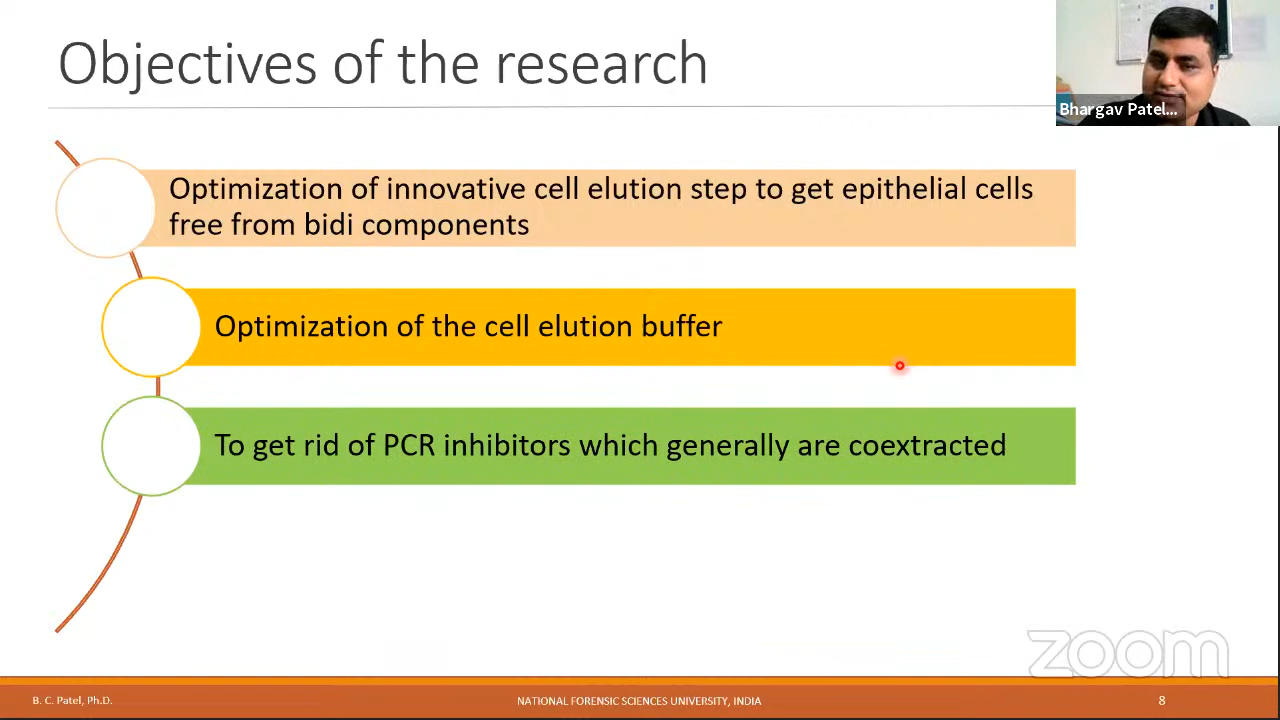 Objectives of the research
Bhargav Patel...
Optimization of innovative cell elution step to get epithelial cells
free from bidi components
Optimization of the cell elution buffer
To get rid of PCR inhibitors which generally are coextracted
zoom
B. C. Patel, Ph.D.
NATIONAL FORENSIC SCIENCES UNIVERSITY, INDIA
8